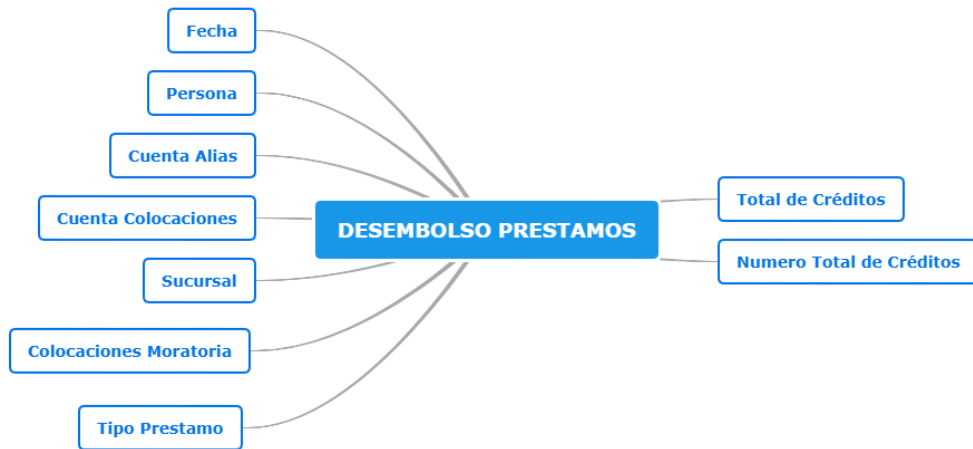 Fecha
Persona
Cuenta Alias
Cuenta Colocaciones
Sucursal
Colocaciones Moratoria
Tipo Prestamo
DESEMBOLSO PRESTAMOS
Total de Créditos
Numero Total de Créditos